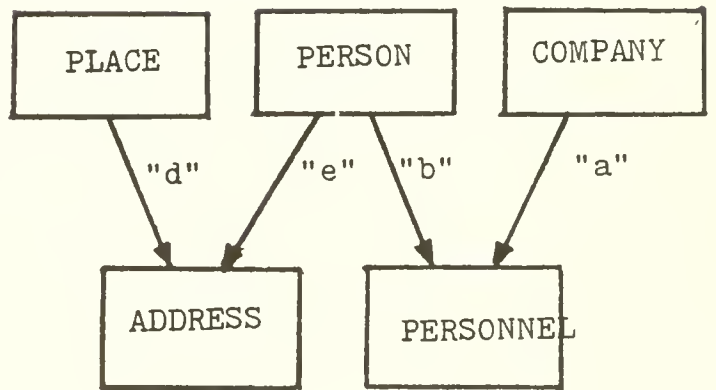 PLACE
PERSON
COMPANY
"d"
"e"
"b"
"a"
ADDRESS
PERSONNEL